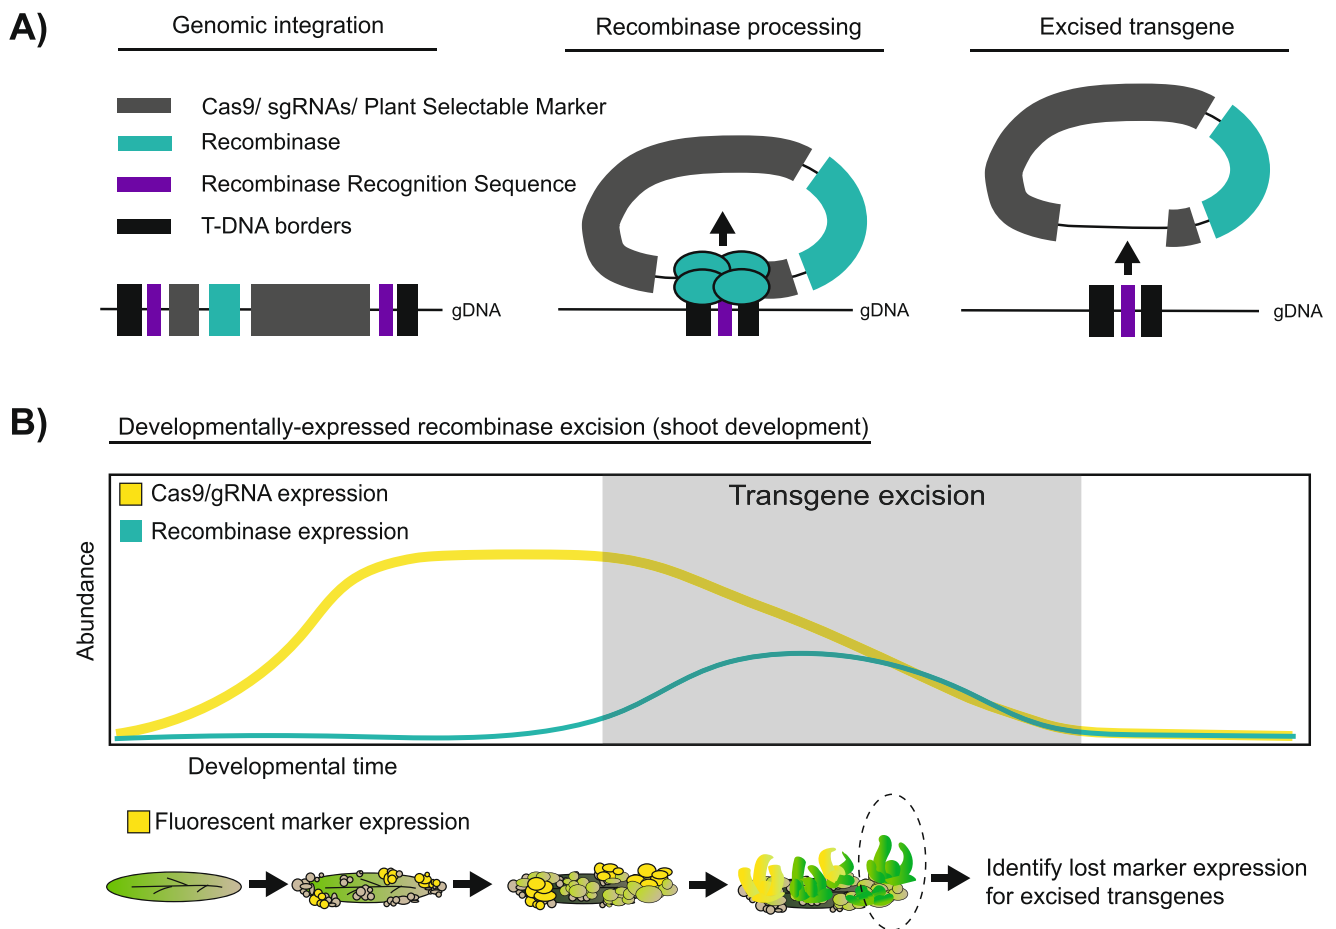 A)
Genomic integration
Recombinase processing
Excised transgene
Cas9/ sgRNAs/ Plant Selectable Marker
Recombinase
Recombinase Recognition Sequence
T-DNA borders
gDNA
gDNA
gDNA
B)
Developmentally-expressed recombinase excision (shoot development)
Cas9/gRNA expression
Recombinase expression
Transgene excision
Abundance
Developmental time
Fluorescent marker expression
Identify lost marker expression
for excised transgenes